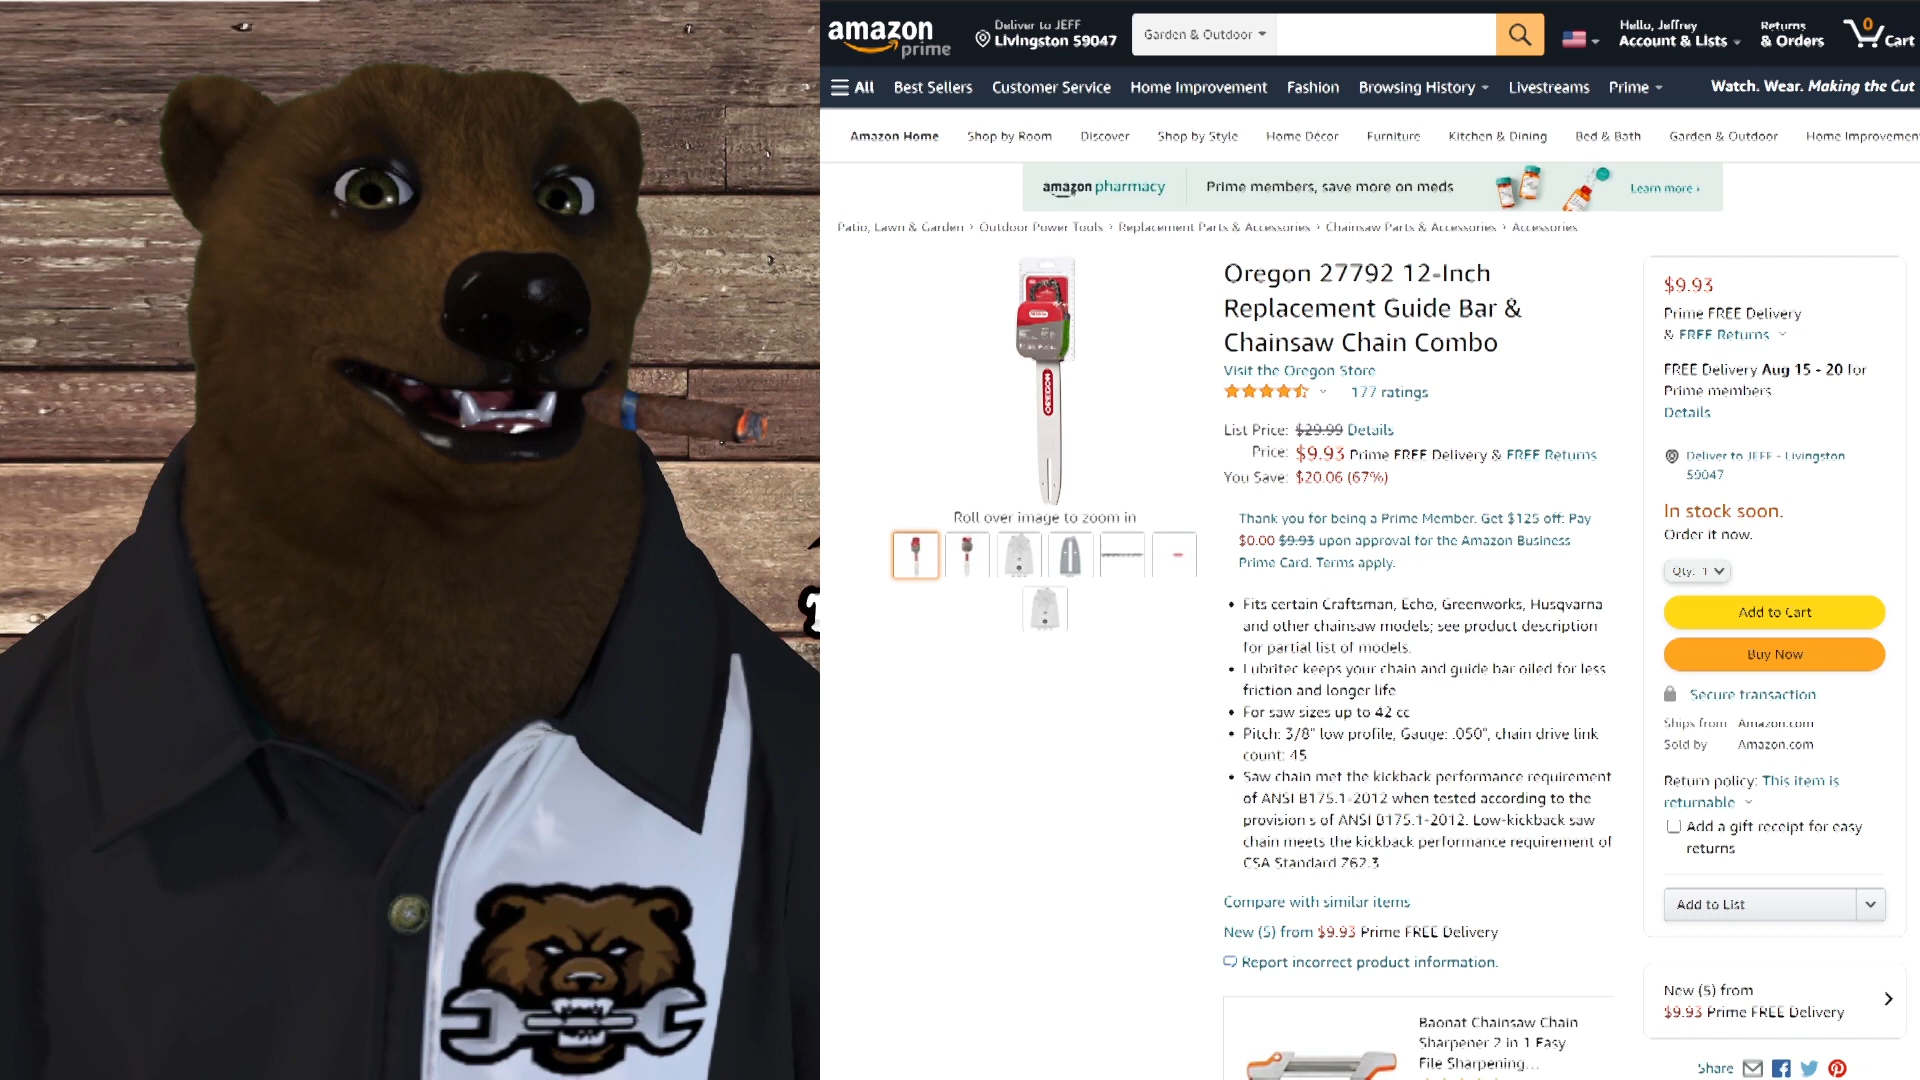 amazon
prime
Deliver to JEFF
Livingston 59047
Garden & Outdoor
Hello, Jeffrey
Account & Lists
Returns
& Orders
0
Cart
All
Best Sellers
Customer Service
Home Improvement
Fashion
Browsing History
Livestreams
Prime
Watch. Wear. Making the Cut
Amazon Home
Shop by Room
Discover
Shop by Style
Home Décor
Furniture
Kitchen & Dining
Bed & Bath
Garden & Outdoor
Home Improvement
amazon pharmacy
Prime members, save more on meds
Learn more ›
Patio, Lawn & Garden › Outdoor Power Tools › Replacement Parts & Accessories › Chainsaw Parts & Accessories › Accessories
OREGON
Roll over image to zoom in
Oregon 27792 12-Inch
Replacement Guide Bar &
Chainsaw Chain Combo
Visit the Oregon Store
177 ratings
List Price: $29.99 Details
Price: $9.93 Prime FREE Delivery & FREE Returns
You Save: $20.06 (67%)
Thank you for being a Prime Member. Get $125 off: Pay
$0.00 $9.93 upon approval for the Amazon Business
Prime Card. Terms apply.
• Fits certain Craftsman, Echo, Greenworks, Husqvarna
and other chainsaw models; see product description
for partial list of models.
• Lubritec keeps your chain and guide bar oiled for less
friction and longer life
• For saw sizes up to 42 cc
• Pitch: 3/8" low profile, Gauge: .050", chain drive link
count: 45
• Saw chain met the kickback performance requirement
of ANSI B175.1-2012 when tested according to the
provision s of ANSI B175.1-2012. Low-kickback saw
chain meets the kickback performance requirement of
CSA Standard Z62.3
Compare with similar items
New (5) from $9.93 Prime FREE Delivery
Report incorrect product information.
Baonat Chainsaw Chain
Sharpener 2 in 1 Easy
File Sharpening...
$9.93
Prime FREE Delivery
& FREE Returns
FREE Delivery Aug 15 - 20 for
Prime members
Details
Deliver to JEFF - Livingston
59047
In stock soon.
Order it now.
Qty: 1
Add to Cart
Buy Now
Secure transaction
Ships from Amazon.com
Sold by Amazon.com
Return policy: This item is
returnable
Add a gift receipt for easy
returns
Add to List
New (5) from
$9.93 Prime FREE Delivery
Share